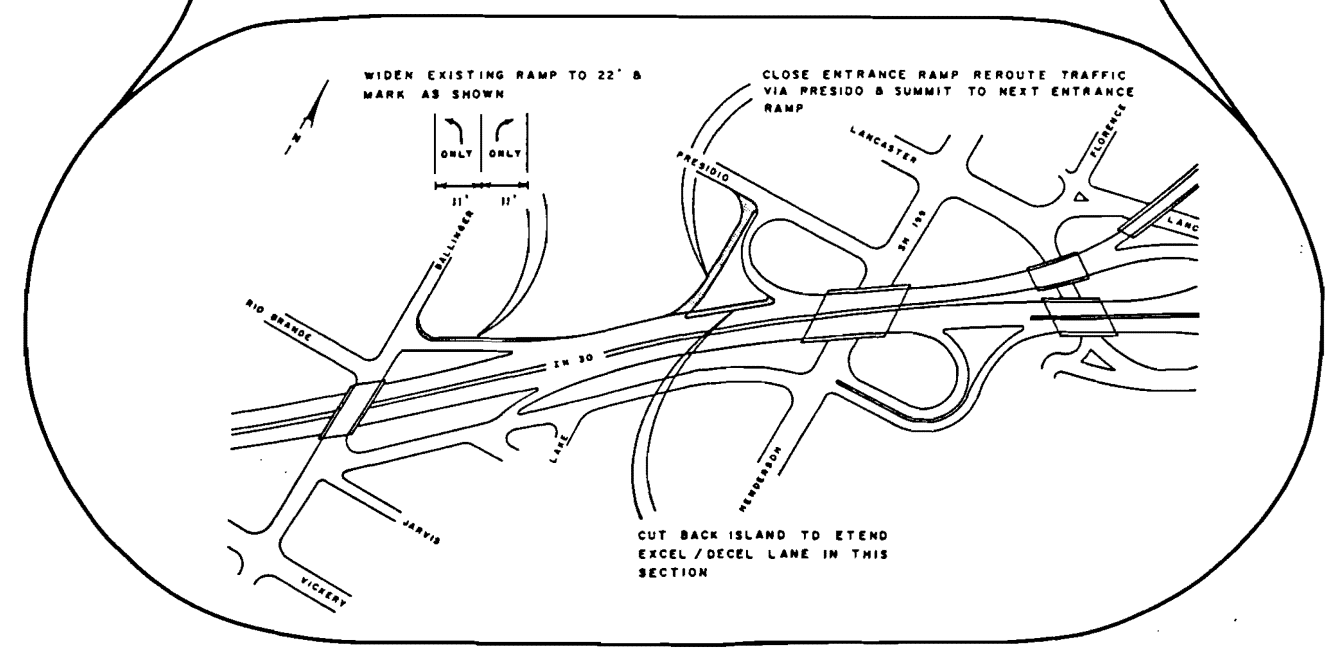 WIDEN EXISTING RAMP TO 22' &
MARK AS SHOWN
ONLY ONLY
11' 11'
CLOSE ENTRANCE RAMP REROUTE TRAFFIC
VIA PRESIDO & SUMMIT TO NEXT ENTRANCE
RAMP
N
LANCASTER
FLORENCE
PRESIDIO
BALLINGER
SH 199
LANC
RIO GRANDE
IH 30
LAKE
HENDERSON
JARVIS
VICKERY
CUT BACK ISLAND TO ETEND
EXCEL/DECEL LANE IN THIS
SECTION